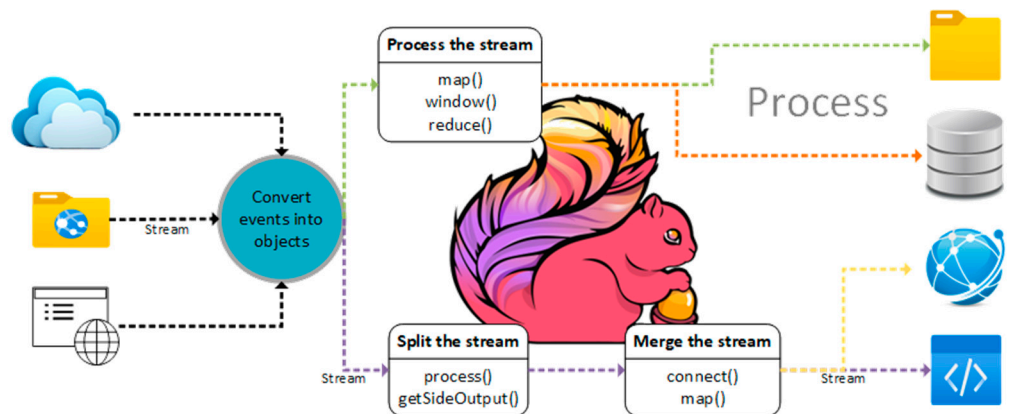 Process the stream
map()
window()
reduce()
Process
Convert
events into
objects
Stream
Split the stream
process()
getSideOutput()
Stream
Merge the stream
connect()
map()
Stream